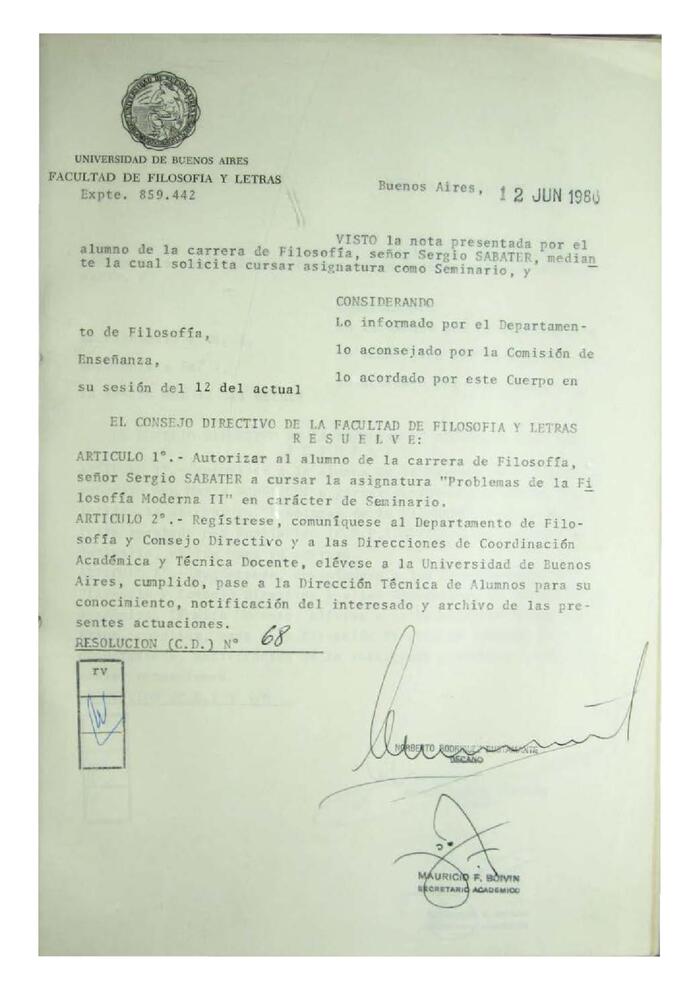 UNIVERSIDAD DE BUENOS AIRES
FACULTAD DE FILOSOFIA Y LETRAS
Expte. 859.442
Buenos Aires, 12 JUN 198
VISTO la nota presentada por el
alumno de la carrera de Filosofía, señor Sergio SABATER, median
te la cual solicita cursar asignatura como Seminario, y
CONSIDERANDO
Lo informado por el Departamen-
to de Filosofía,
lo aconsejado por la Comisión de
Enseñanza,
lo acordado por este Cuerpo en
su sesión del 12 del actual
EL CONSEJO DIRECTIVO DE LA FACULTAD DE FILOSOFIA Y LETRAS
R E S U E L V E:
ARTICULO 1°.- Autorizar al alumno de la carrera de Filosofía,
señor Sergio SABATER a cursar la asignatura "Problemas de la Fi
losofía Moderna II" en carácter de Seminario.
ARTICULO 2°.- Regístrese, comuníquese al Departamento de Filo-
sofía y Consejo Directivo y a las Direcciones de Coordinación
Académica y Técnica Docente, elévese a la Universidad de Buenos
Aires, cumplido, pase a la Dirección Técnica de Alumnos para su
conocimiento, notificación del interesado y archivo de las pre-
sentes actuaciones.
RESOLUCION (C.D.) N° 68
rv
NORBERTO RODRIGUEZ BUSTAMANTE
DECANO
MAURICIO F. BOIVIN
SECRETARIO ACADEMICO